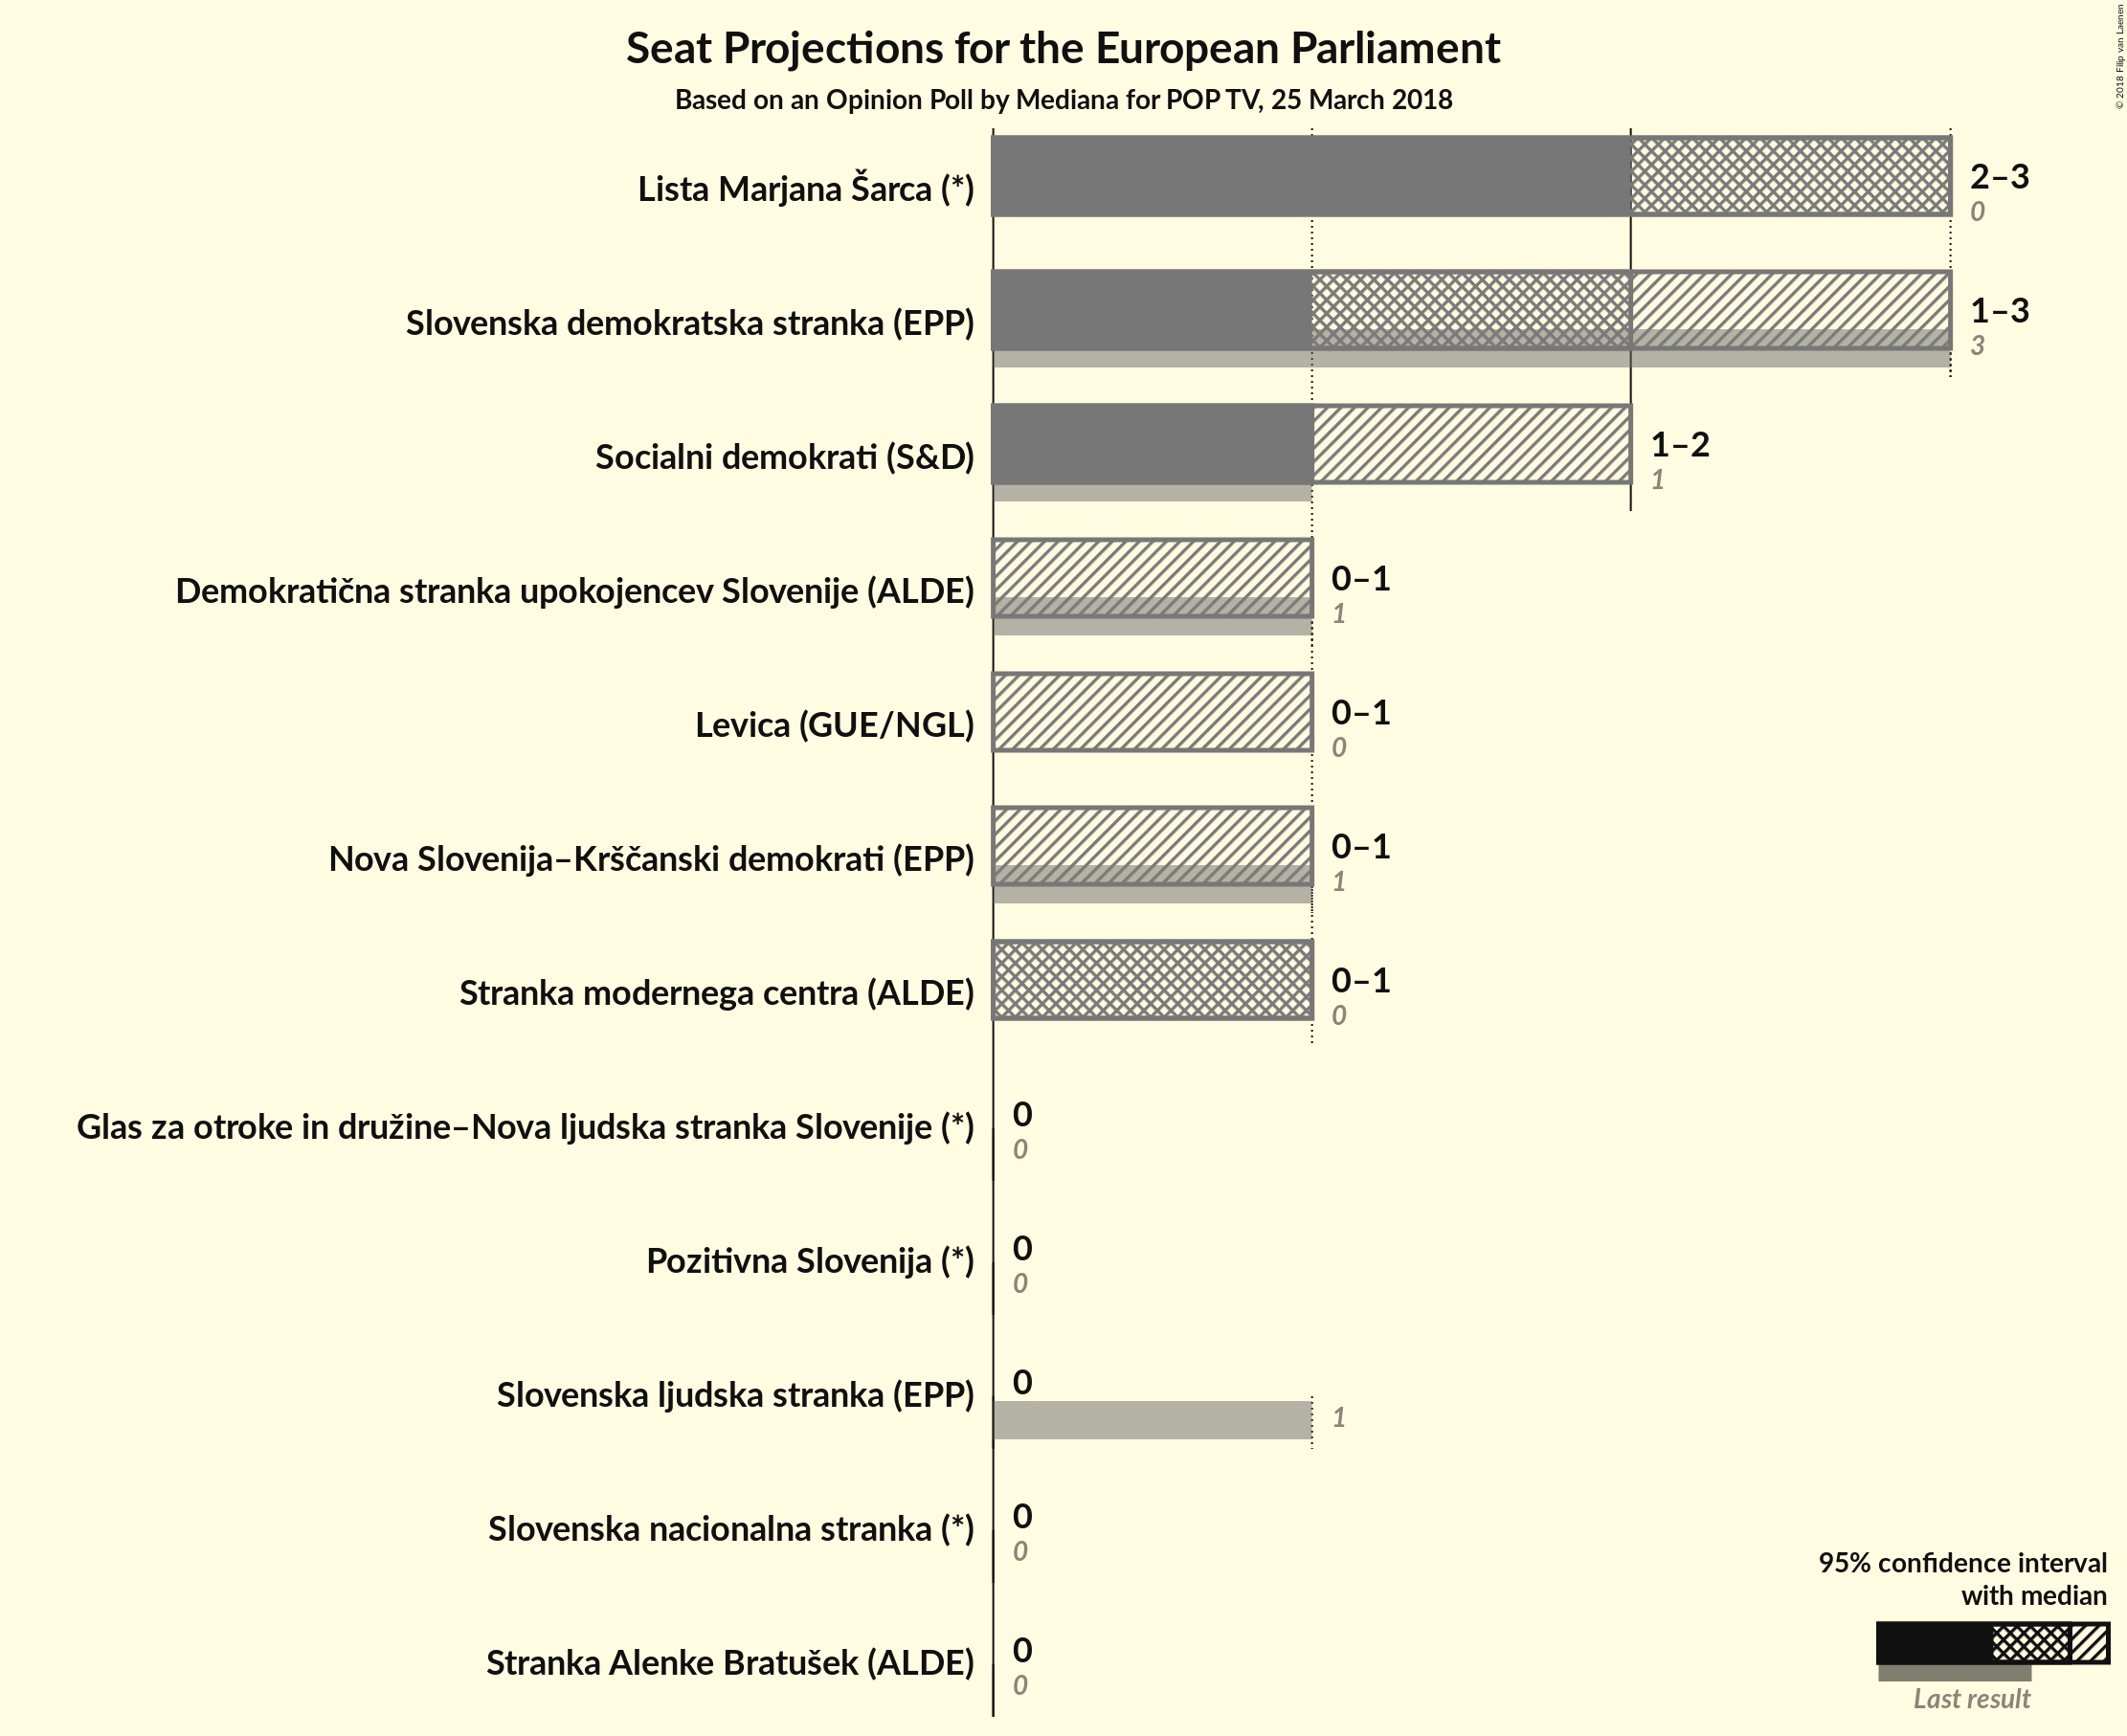 Seat Projections for the European Parliament
Based on an Opinion Poll by Mediana for POP TV, 25 March 2018
© 2018 Filip van Laenen
Lista Marjana Šarca (*)
2–3
0
Slovenska demokratska stranka (EPP)
1–3
3
Socialni demokrati (S&D)
1–2
1
Demokratična stranka upokojencev Slovenije (ALDE)
0–1
1
Levica (GUE/NGL)
0–1
0
Nova Slovenija–Krščanski demokrati (EPP)
0–1
1
Stranka modernega centra (ALDE)
0–1
0
Glas za otroke in družine–Nova ljudska stranka Slovenije (*)
0
0
Pozitivna Slovenija (*)
0
0
Slovenska ljudska stranka (EPP)
0
1
Slovenska nacionalna stranka (*)
0
0
Stranka Alenke Bratušek (ALDE)
0
0
95% confidence interval
with median
Last result